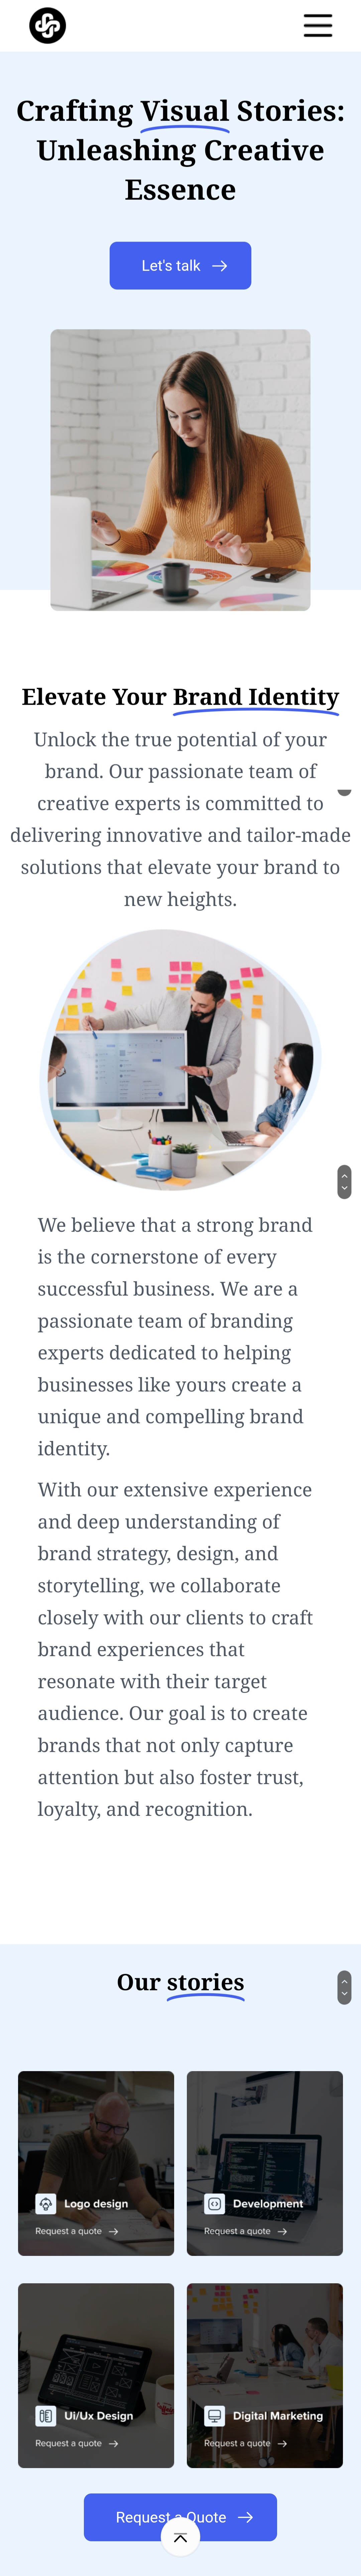 Crafting Visual Stories:
Unleashing Creative
Essence
Let's talk
Elevate Your Brand Identity
Unlock the true potential of your
brand. Our passionate team of
creative experts is committed to
delivering innovative and tailor-made
solutions that elevate your brand to
new heights.
We believe that a strong brand
is the cornerstone of every
successful business. We are a
passionate team of branding
experts dedicated to helping
businesses like yours create a
unique and compelling brand
identity.
With our extensive experience
and deep understanding of
brand strategy, design, and
storytelling, we collaborate
closely with our clients to craft
brand experiences that
resonate with their target
audience. Our goal is to create
brands that not only capture
attention but also foster trust,
loyalty, and recognition.
Our stories
Logo design
Request a quote
Development
Request a quote
Ui/Ux Design
Request a quote
Digital Marketing
Request a quote
Request a Quote